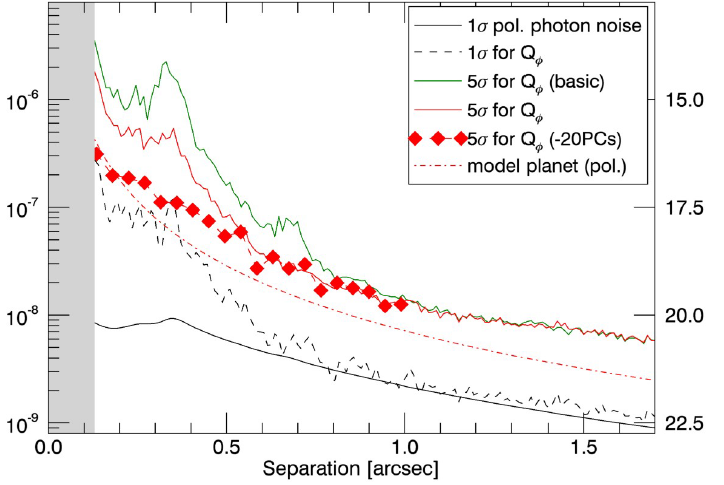 1σ pol. photon noise
1σ for Qϕ
5σ for Qϕ (basic)
5σ for Qϕ
5σ for Qϕ (-20PCs)
model planet (pol.)
10⁻⁶
15.0
10⁻⁷
17.5
10⁻⁸
20.0
10⁻⁹
22.5
0.0 0.5 1.0 1.5
Separation [arcsec]